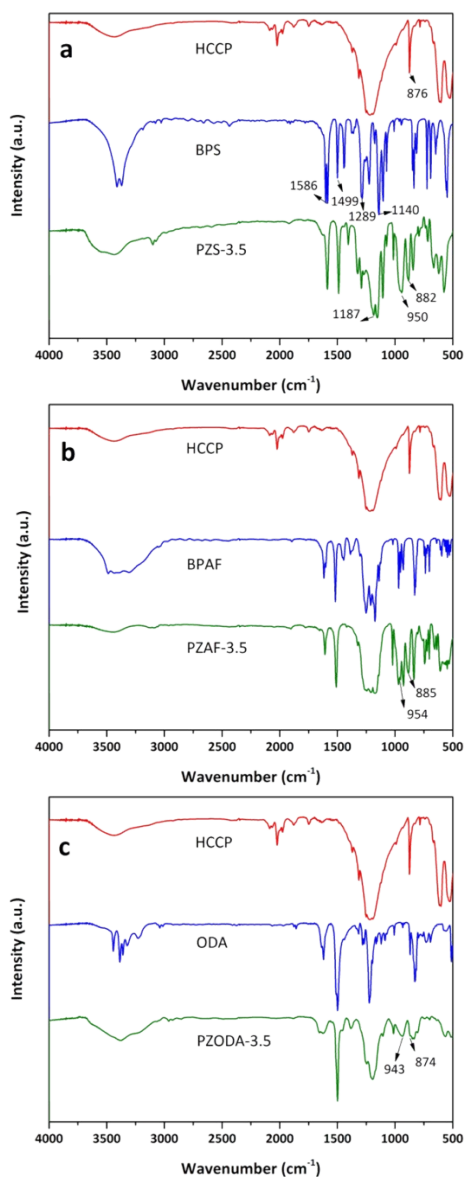 a
HCCP
876
BPS
1586
1499
1289
1140
PZS-3.5
1187
950
882
4000 3500 3000 2500 2000 1500 1000 500
Wavenumber (cm⁻¹)
Intensity (a.u.)
b
HCCP
BPAF
PZAF-3.5
954
885
4000 3500 3000 2500 2000 1500 1000 500
Wavenumber (cm⁻¹)
Intensity (a.u.)
c
HCCP
ODA
PZODA-3.5
943
874
4000 3500 3000 2500 2000 1500 1000 500
Wavenumber (cm⁻¹)
Intensity (a.u.)